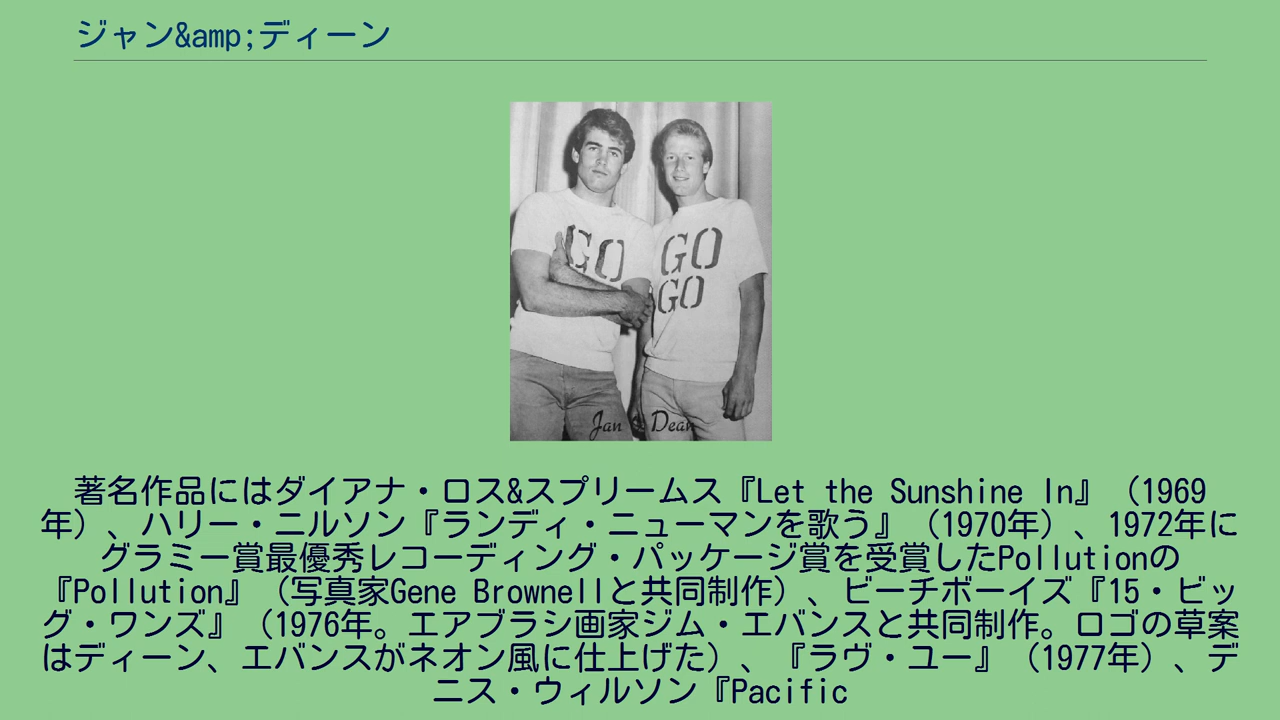 ジャン&amp;ディーン
GO GO
GO
Jan & Dean
著名作品にはダイアナ・ロス&スプリームス『Let the Sunshine In』（1969
年）、ハリー・ニルソン『ランディ・ニューマンを歌う』（1970年）、1972年に
グラミー賞最優秀レコーディング・パッケージ賞を受賞したPollutionの
『Pollution』（写真家Gene Brownellと共同制作）、ビーチボーイズ『15・ビッ
グ・ワンズ』（1976年。エアブラシ画家ジム・エバンスと共同制作。ロゴの草案
はディーン、エバンスがネオン風に仕上げた）、『ラヴ・ユー』（1977年）、デ
ニス・ウィルソン『Pacific